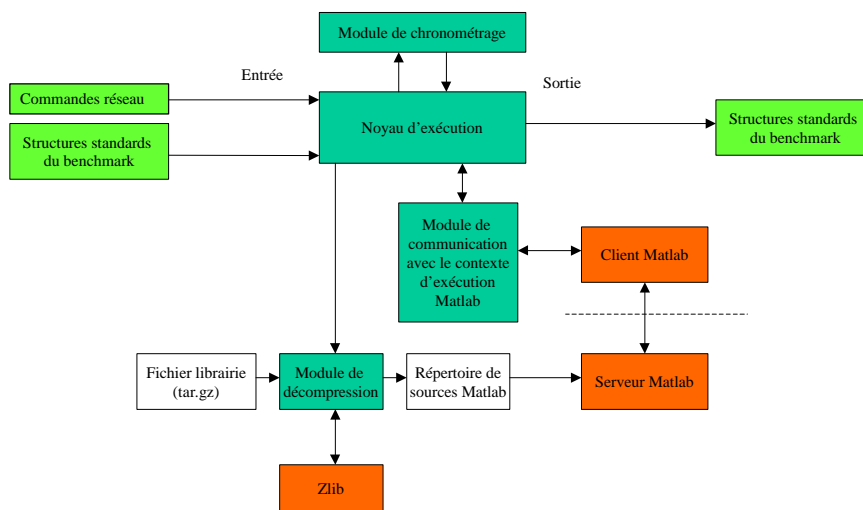 Module de chronométrage
Entrée
Sortie
Commandes réseau
Noyau d'exécution
Structures standards
du benchmark
Structures standards
du benchmark
Module de
communication
avec le contexte
d'exécution
Matlab
Client Matlab
Fichier librairie
(tar.gz)
Module de
décompression
Répertoire de
sources Matlab
Serveur Matlab
Zlib